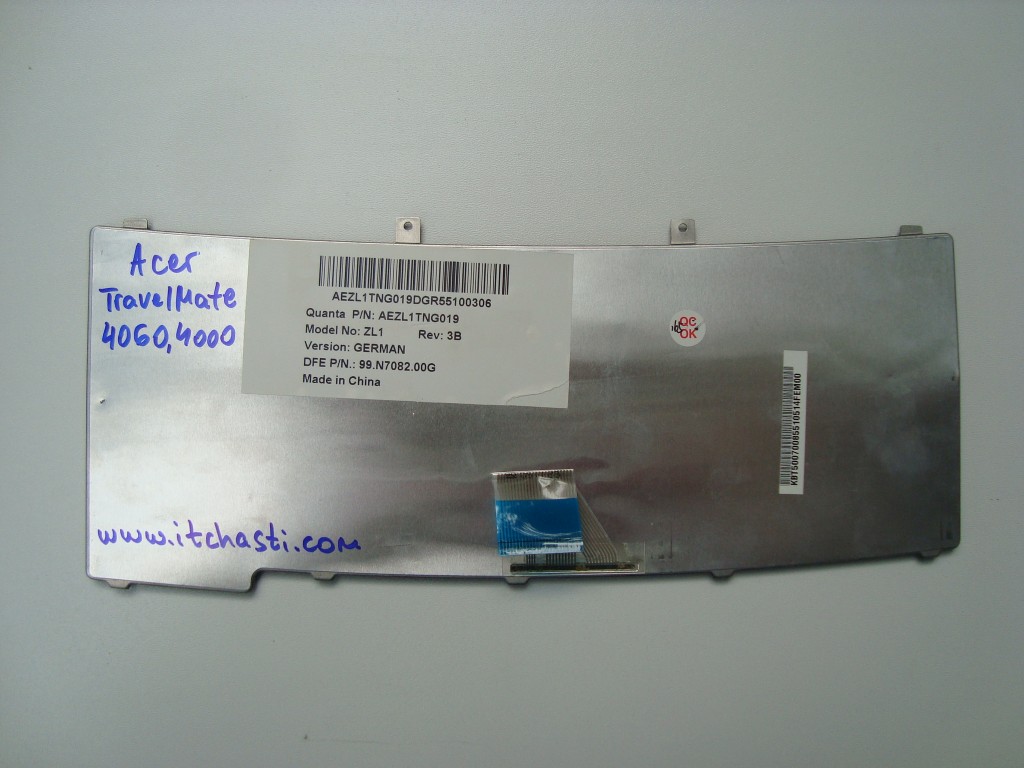 Acer
TravelMate
4060,4000
AEZL1TNG019DGR55100306
Quanta P/N: AEZL1TNG019
Model No: ZL1 Rev: 3B
Version: GERMAN
DFE P/N.: 99.N7082.00G
Made in China
QC
OK
KBT50070085510514FEM00
www.itchasti.com